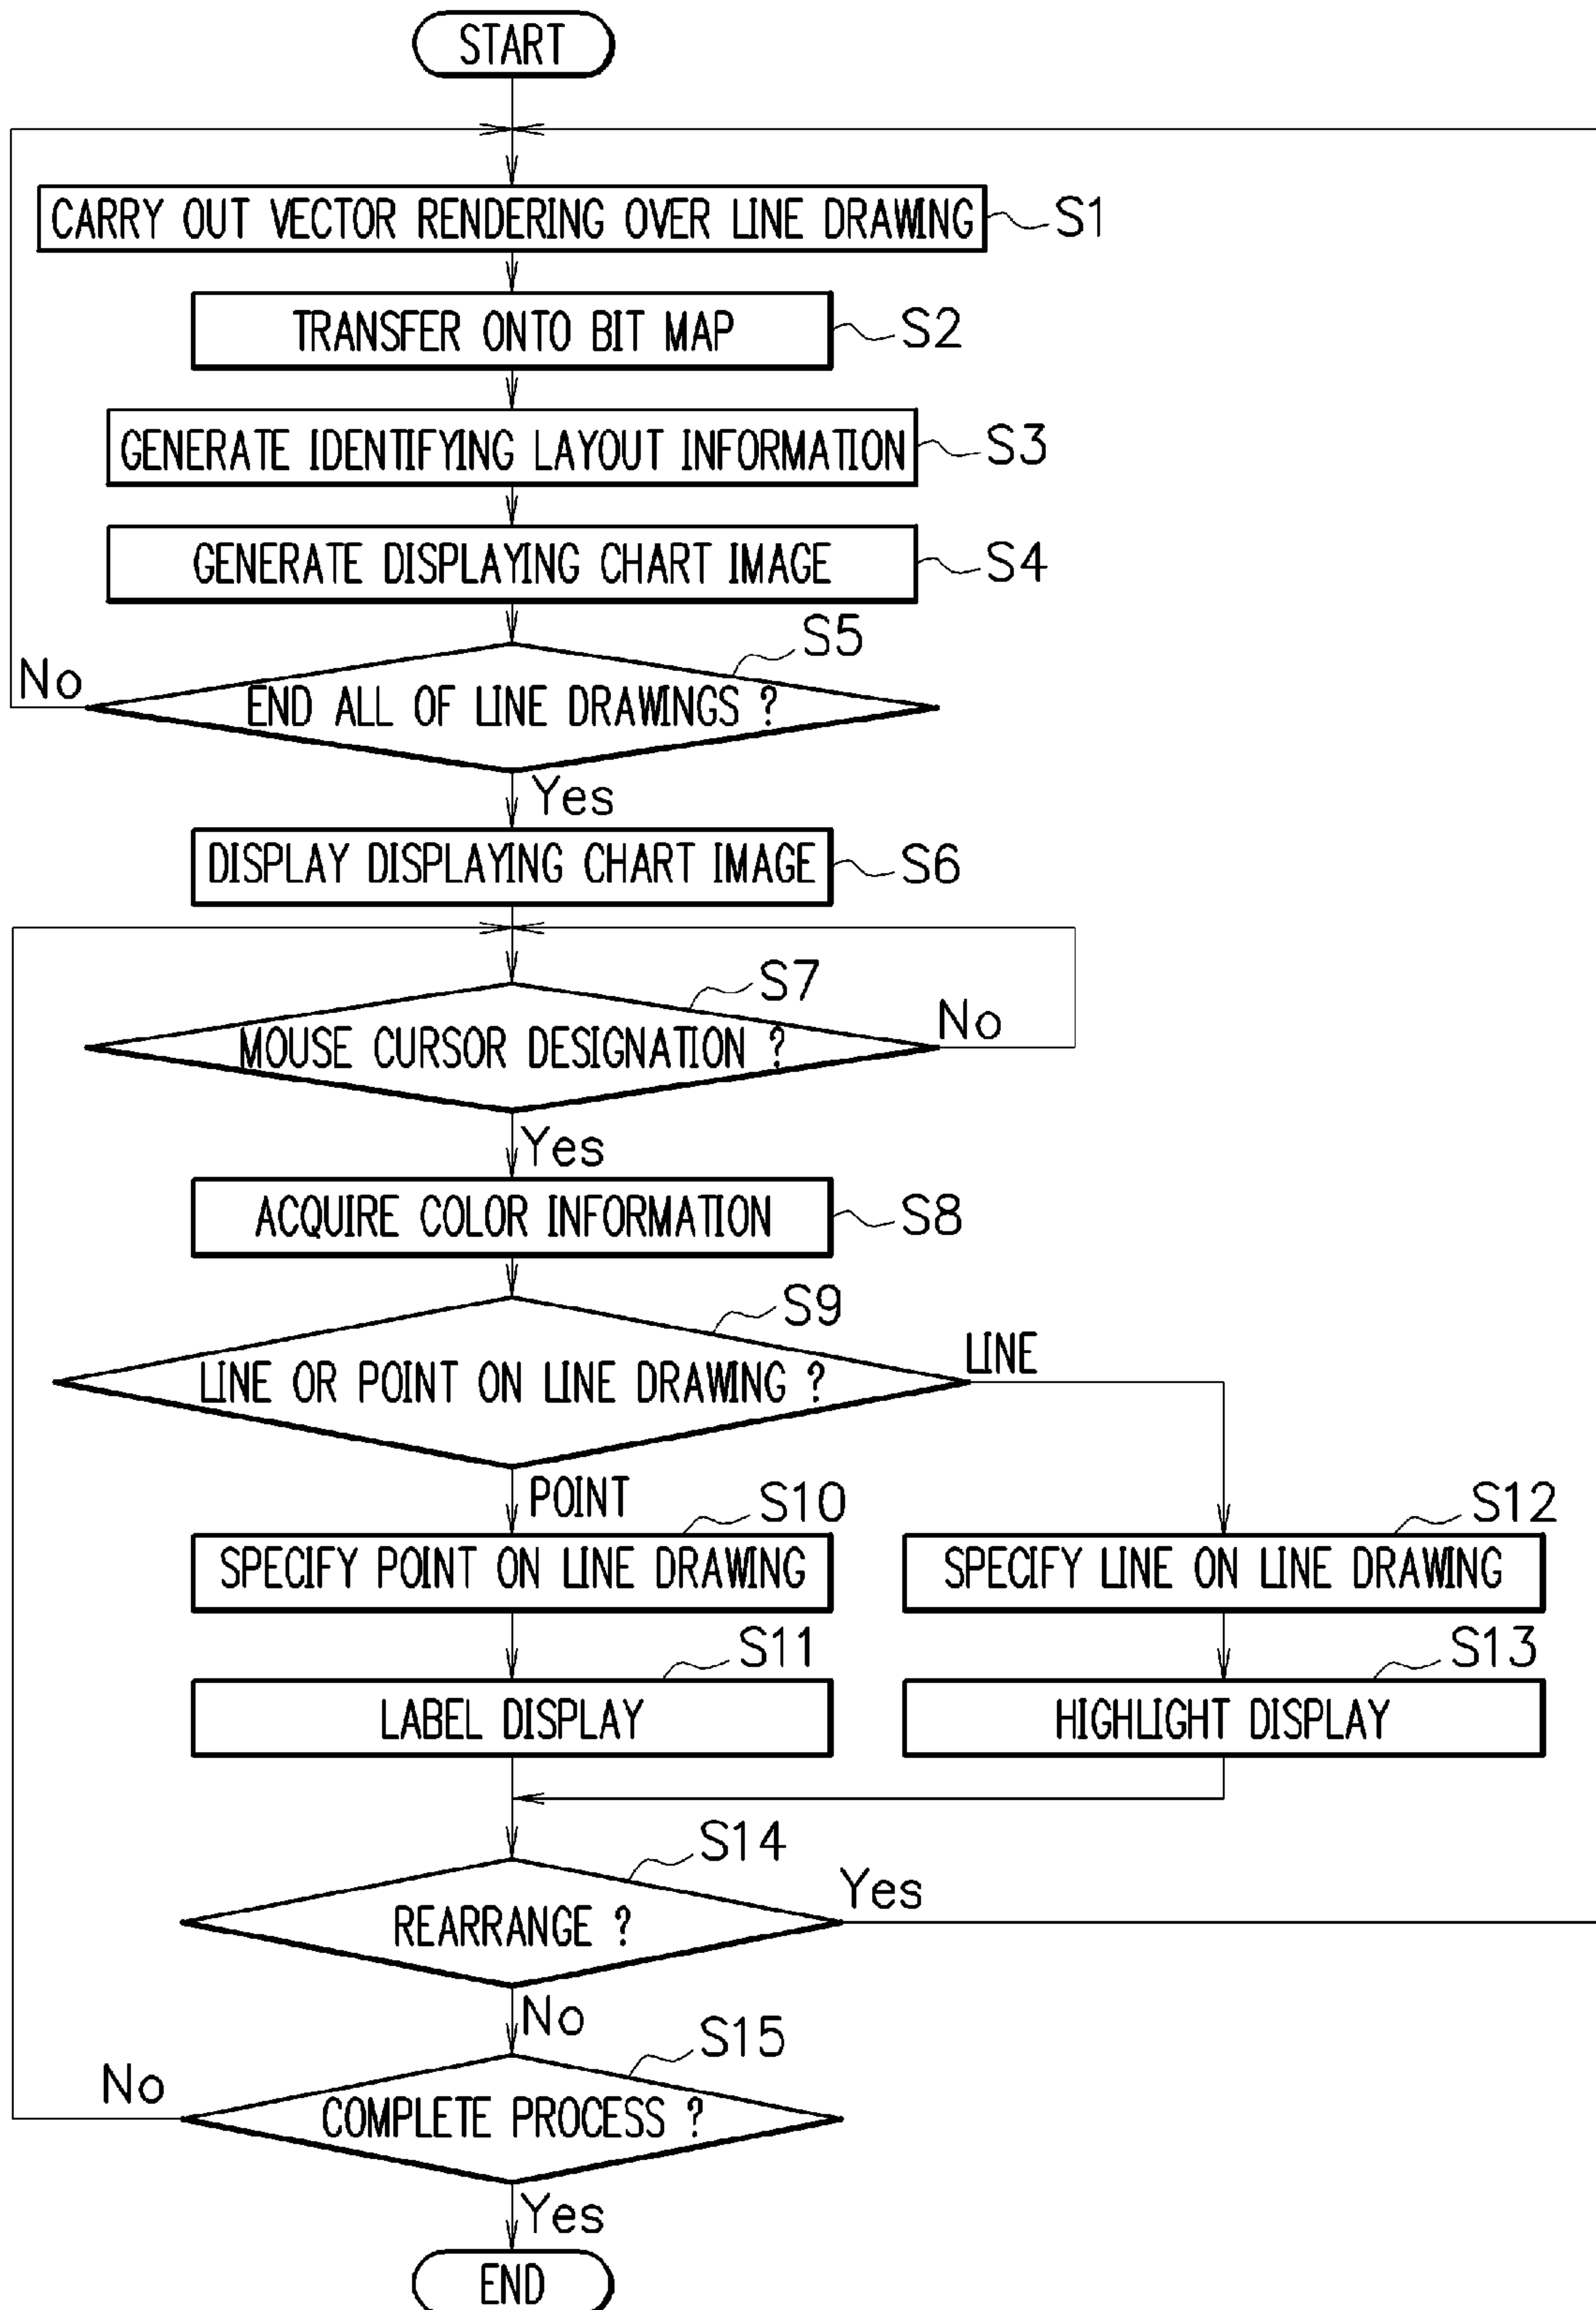 START
CARRY OUT VECTOR RENDERING OVER LINE DRAWING S1
TRANSFER ONTO BIT MAP S2
GENERATE IDENTIFYING LAYOUT INFORMATION S3
GENERATE DISPLAYING CHART IMAGE S4
S5
No
END ALL OF LINE DRAWINGS ?
Yes
DISPLAY DISPLAYING CHART IMAGE S6
S7
No
MOUSE CURSOR DESIGNATION ?
Yes
ACQUIRE COLOR INFORMATION S8
S9
LINE
LINE OR POINT ON LINE DRAWING ?
POINT
S10
S12
SPECIFY POINT ON LINE DRAWING
SPECIFY LINE ON LINE DRAWING
S11
S13
LABEL DISPLAY
HIGHLIGHT DISPLAY
S14
Yes
REARRANGE ?
No
S15
No
COMPLETE PROCESS ?
Yes
END